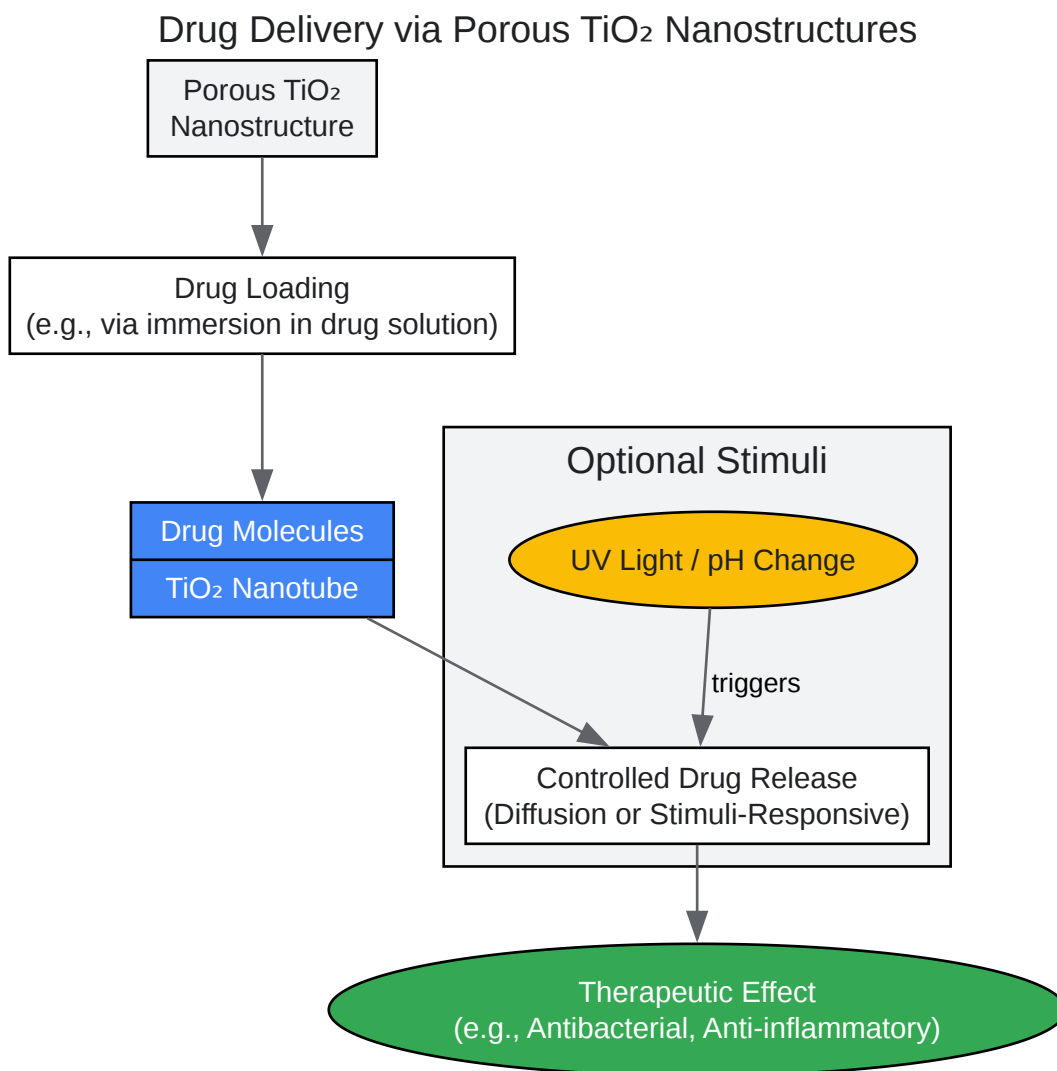 Drug Delivery via Porous TiO₂ Nanostructures
Porous TiO₂
Nanostructure
Drug Loading
(e.g., via immersion in drug solution)
Optional Stimuli
Drug Molecules
TiO₂ Nanotube
UV Light / pH Change
triggers
Controlled Drug Release
(Diffusion or Stimuli-Responsive)
Therapeutic Effect
(e.g., Antibacterial, Anti-inflammatory)